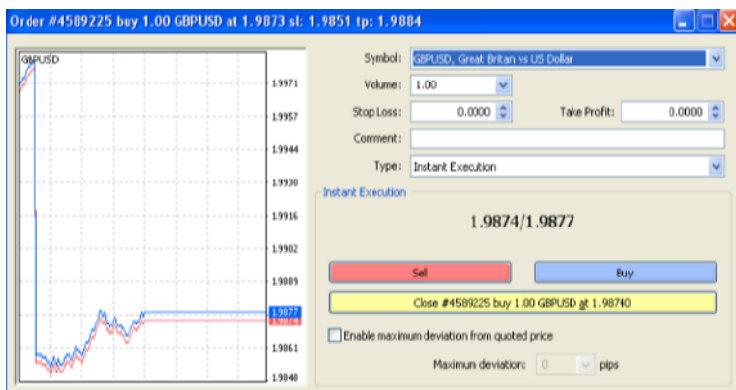 Order #4589225 buy 1.00 GBPUSD at 1.9873 sl: 1.9851 tp: 1.9884
GBPUSD
1.9971
1.9957
1.9944
1.9930
1.9916
1.9902
1.9889
1.9877
1.9874
1.9861
1.9848
Symbol: GBPUSD, Great Britan vs US Dollar
Volume: 1.00
Stop Loss: 0.0000 Take Profit: 0.0000
Comment:
Type: Instant Execution
Instant Execution
1.9874/1.9877
Sell Buy
Close #4589225 buy 1.00 GBPUSD at 1.98740
Enable maximum deviation from quoted price
Maximun deviation: 0 pips